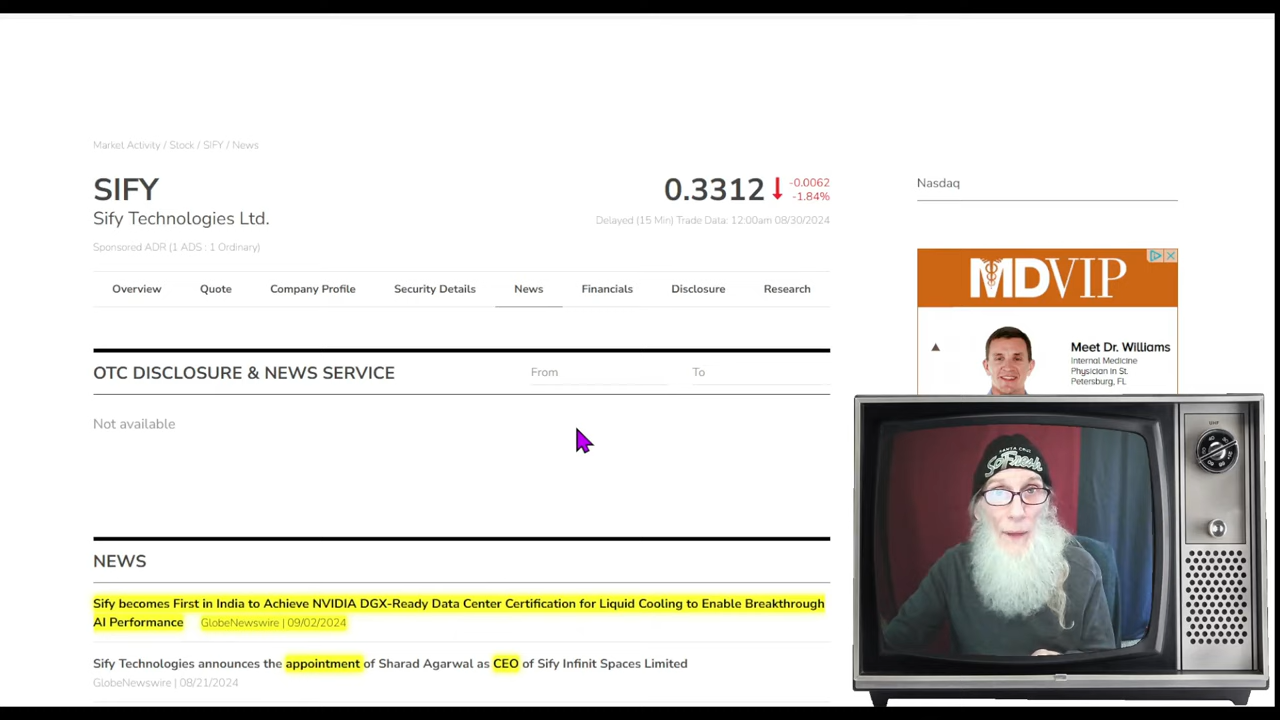 Market Activity / Stock / SIFY / News
SIFY
0.3312
-0.0062
-1.84%
Sify Technologies Ltd.
Delayed (15 Min) Trade Data: 12:00am 08/30/2024
Sponsored ADR (1 ADS : 1 Ordinary)
Overview Quote Company Profile Security Details News Financials Disclosure Research
OTC DISCLOSURE & NEWS SERVICE From To
Not available
NEWS
Sify becomes First in India to Achieve NVIDIA DGX-Ready Data Center Certification for Liquid Cooling to Enable Breakthrough
AI Performance GlobeNewswire | 09/02/2024
Sify Technologies announces the appointment of Sharad Agarwal as CEO of Sify Infinit Spaces Limited
GlobeNewswire | 08/21/2024
Nasdaq
MDVIP
Meet Dr. Williams
Internal Medicine
Physician in St.
Petersburg, FL
SANTA CRUZ